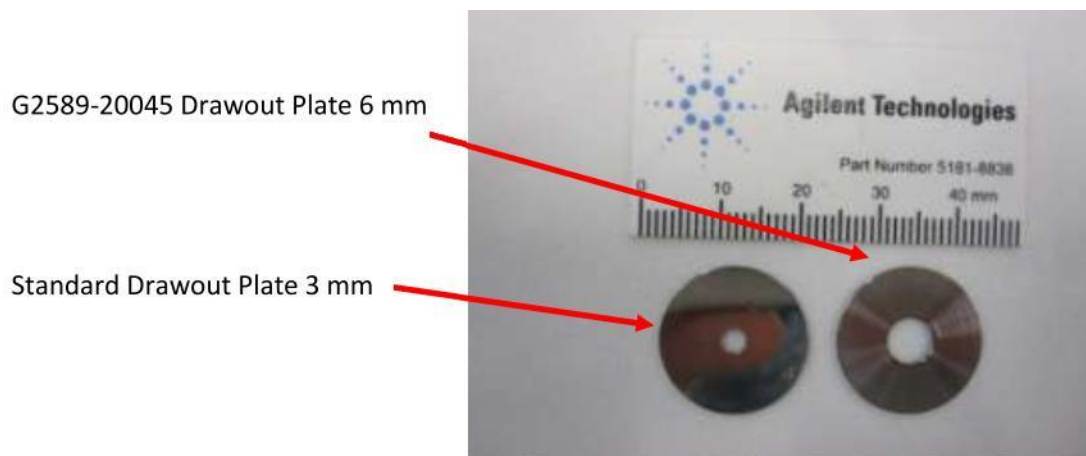 G2589-20045 Drawout Plate 6 mm
Standard Drawout Plate 3 mm
Agilent Technologies
Part Number 5181-8836
0 10 20 30 40 mm